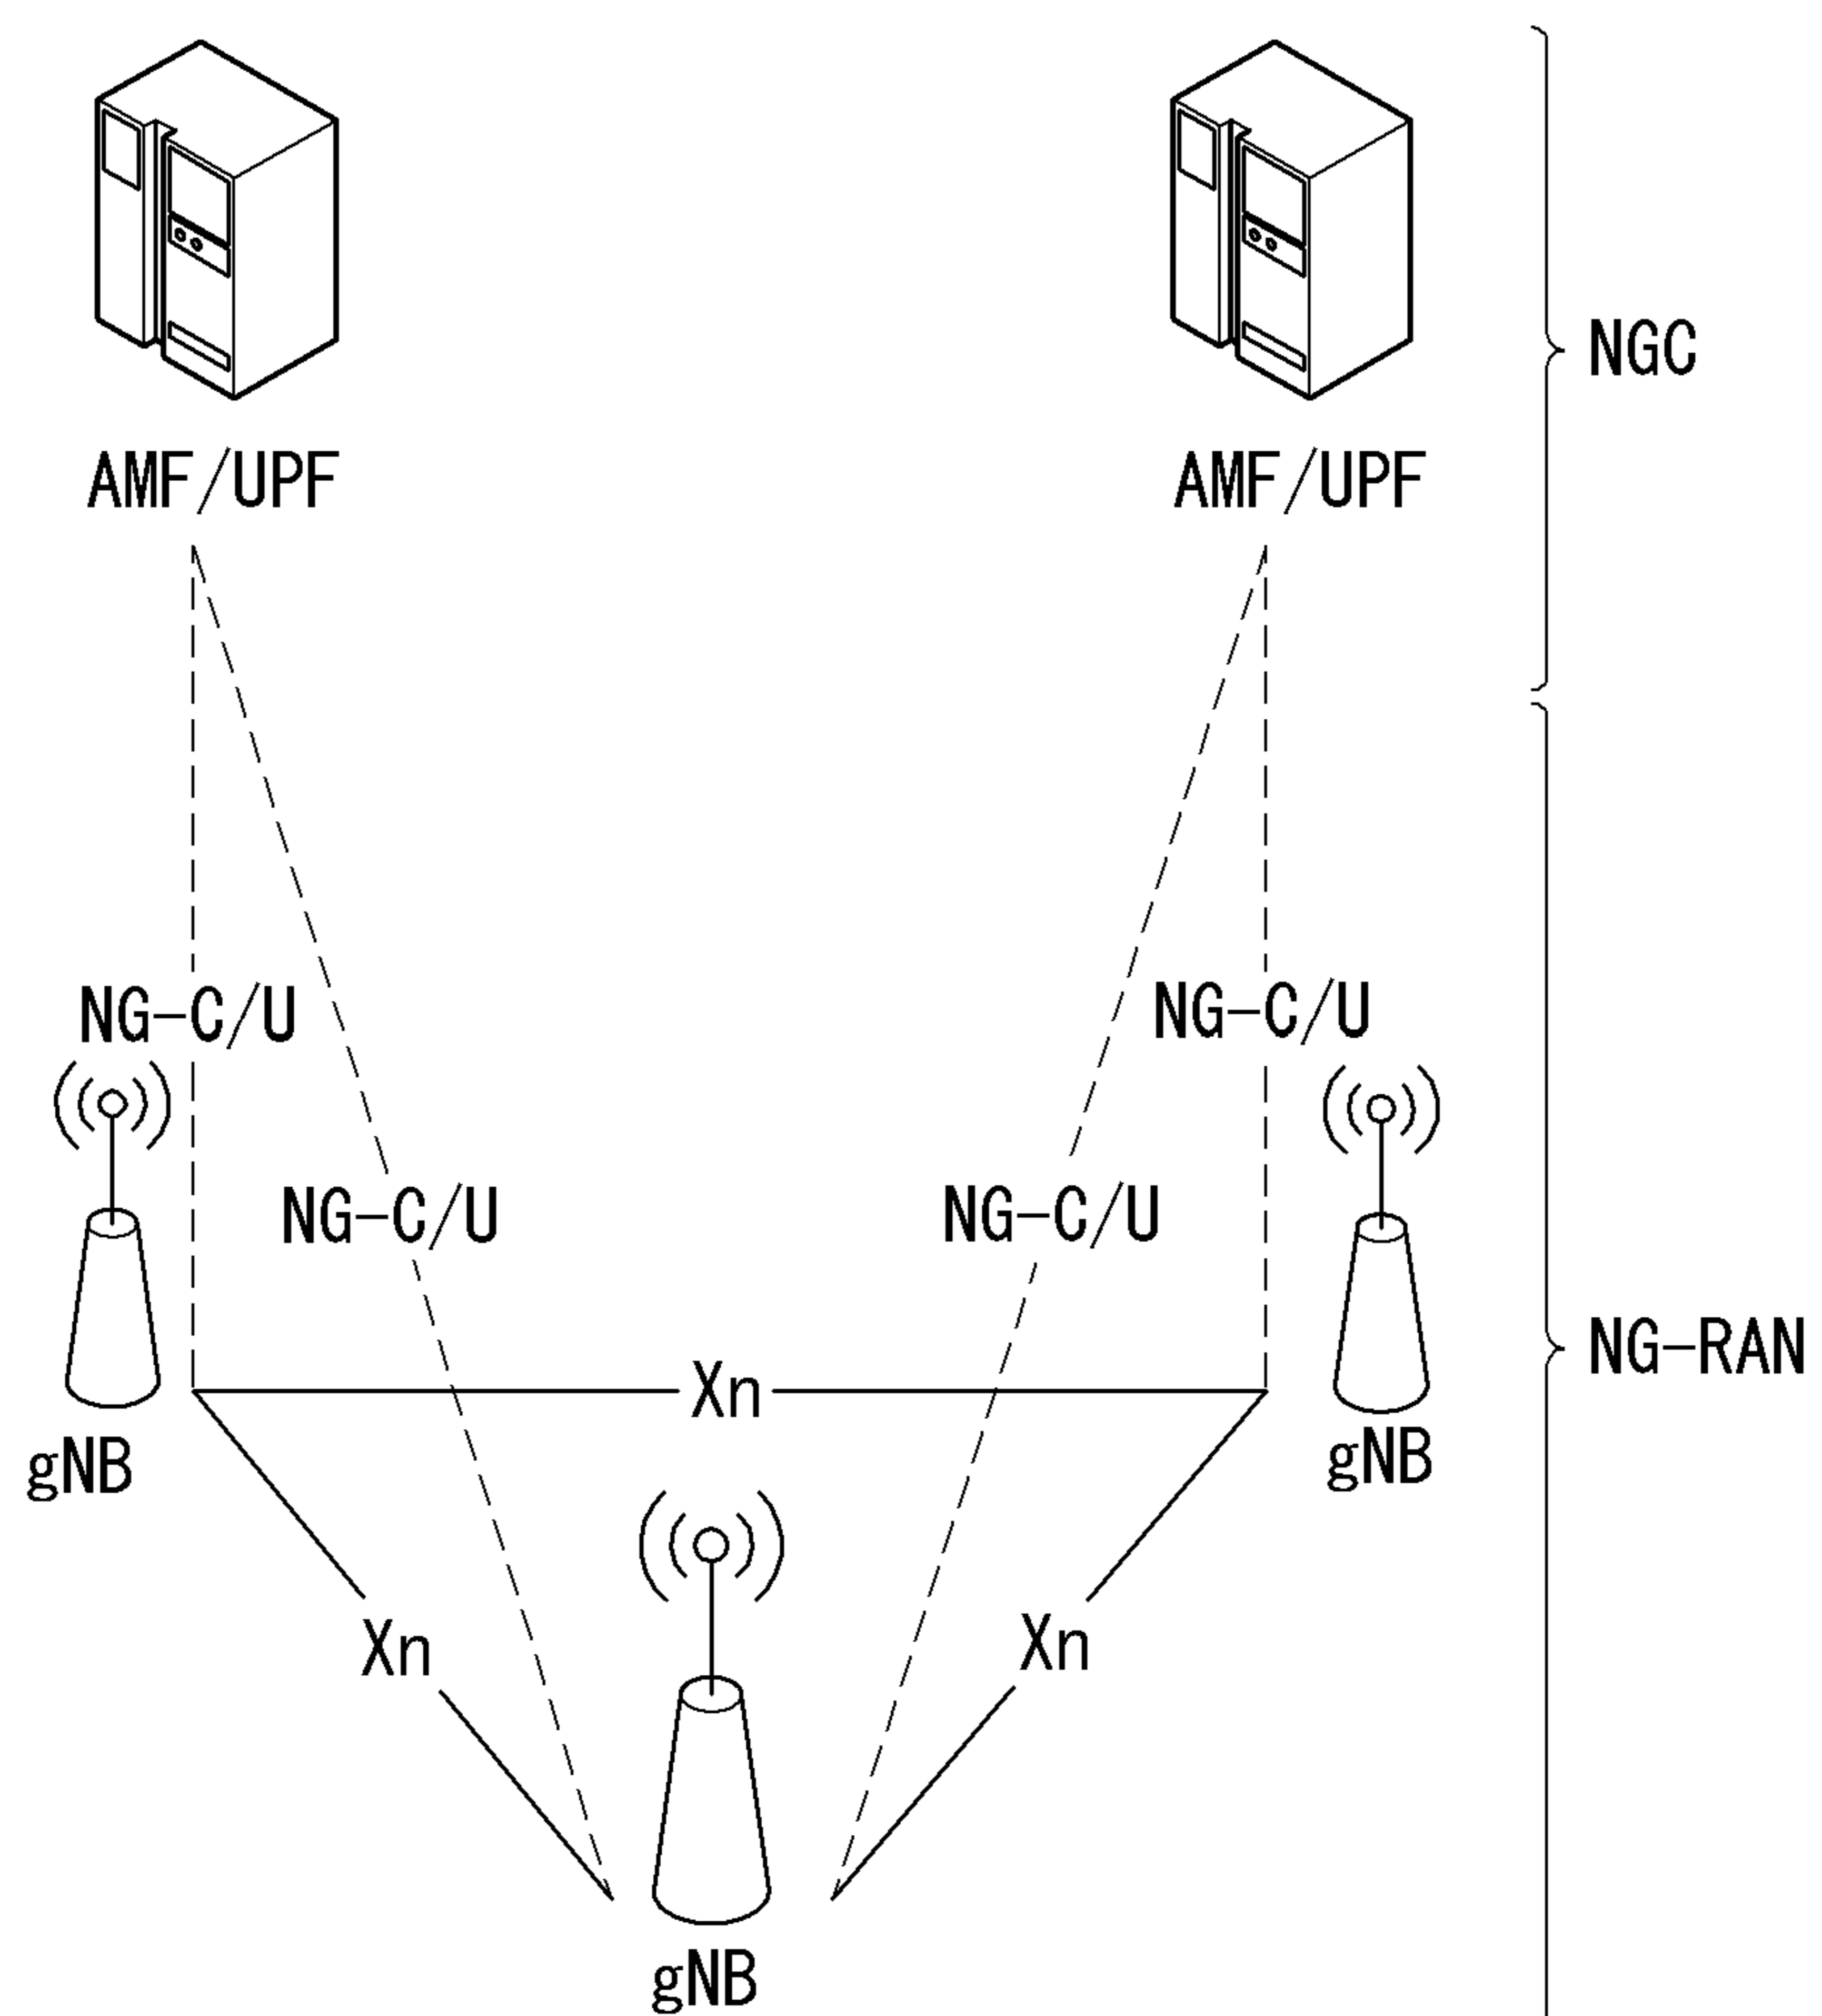 NGC
AMF/UPF
AMF/UPF
NG-C/U
NG-C/U
NG-C/U
NG-C/U
NG-RAN
Xn
gNB
gNB
Xn
Xn
gNB